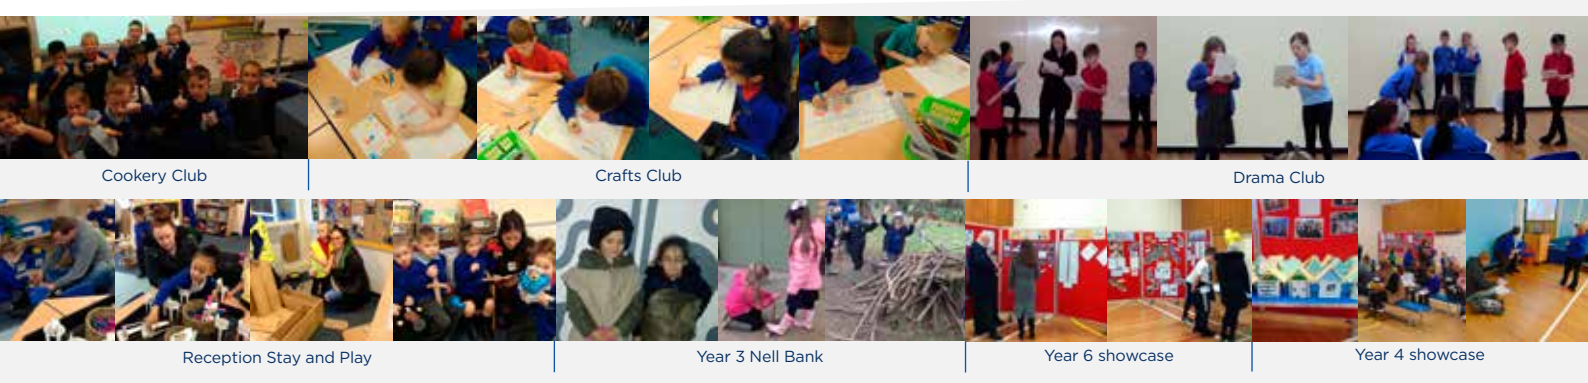 Cookery Club
Crafts Club
Drama Club
Reception Stay and Play
Year 3 Nell Bank
Year 6 showcase
Year 4 showcase